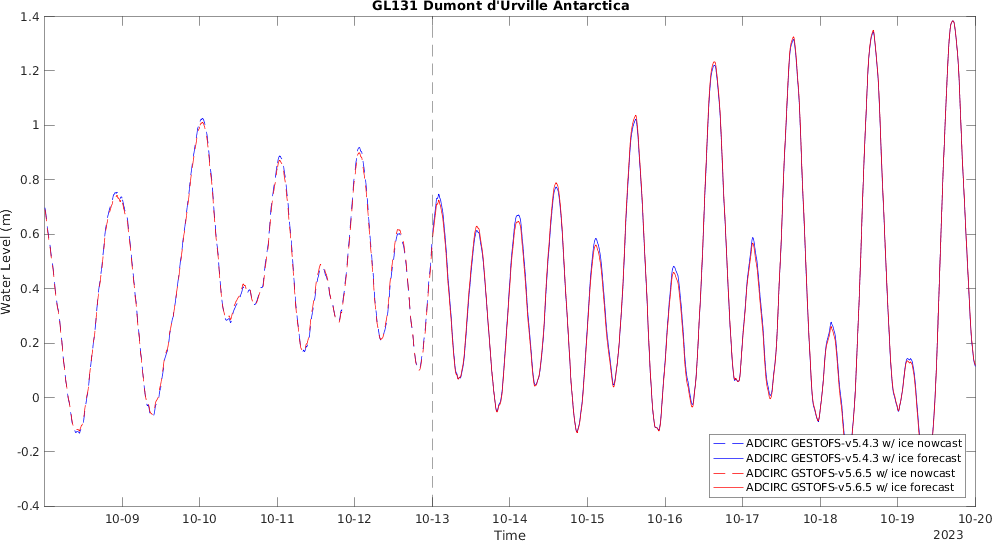 GL131 Dumont d'Urville Antarctica
1.4
1.2
1
0.8
0.6
0.4
0.2
0
-0.2
-0.4
Water Level (m)
ADCIRC GESTOFS-v5.4.3 w/ ice nowcast
ADCIRC GESTOFS-v5.4.3 w/ ice forecast
ADCIRC GSTOFS-v5.6.5 w/ ice nowcast
ADCIRC GSTOFS-v5.6.5 w/ ice forecast
10-09 10-10 10-11 10-12 10-13 10-14 10-15 10-16 10-17 10-18 10-19 10-20
Time
2023